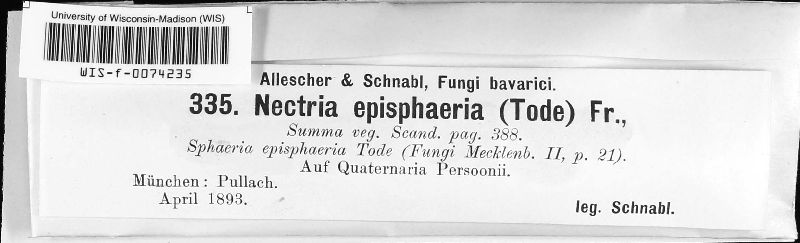 University of Wisconsin-Madison (WIS)
WIS-f-0074235
Allescher & Schnabl, Fungi bavarici.
335. Nectria episphaeria (Tode) Fr.,
Summa veg. Scand. pag. 388.
Sphaeria episphaeria Tode (Fungi Mecklenb. II, p. 21).
Auf Quaternaria Persoonii.
München: Pullach.
April 1893.
leg. Schnabl.